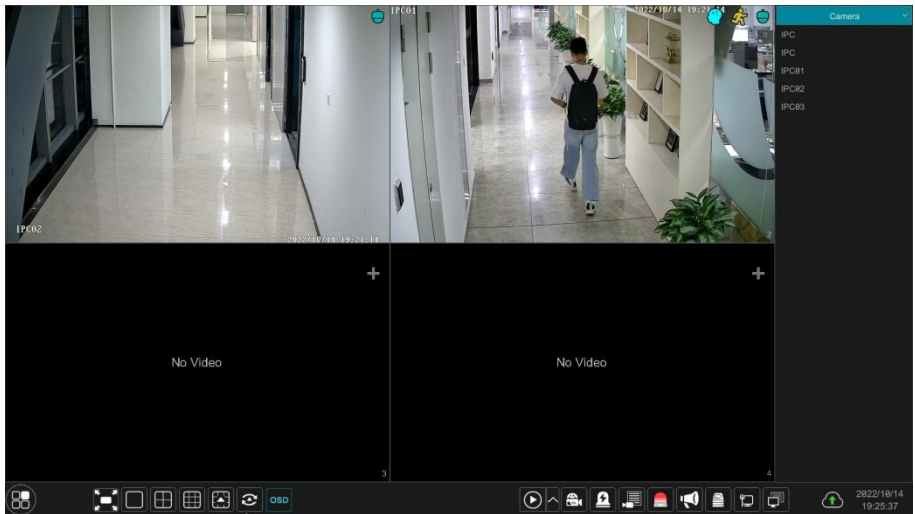 IPC01
2022/10/14 19:21
Camera
IPC
IPC
IPC01
IPC02
IPC03
IPC02
2022/10/14 19:21:14
2
No Video
No Video
3
4
OSD
2022/10/14
19:25:37